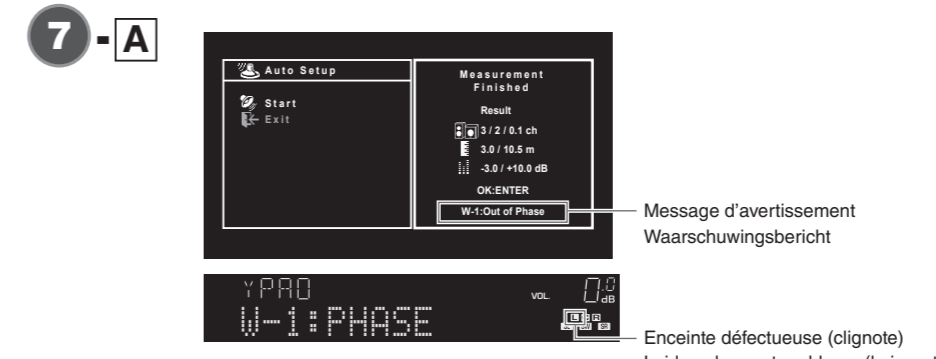 7 - A
Auto Setup
Start
Exit
Measurement
Finished
Result
3 / 2 / 0.1 ch
3.0 / 10.5 m
-3.0 / +10.0 dB
OK:ENTER
W-1:Out of Phase
Message d'avertissement
Waarschuwingsbericht
YPAO
VOL. 0.0 dB
W-1:PHASE
L R
Enceinte défectueuse (clignote)